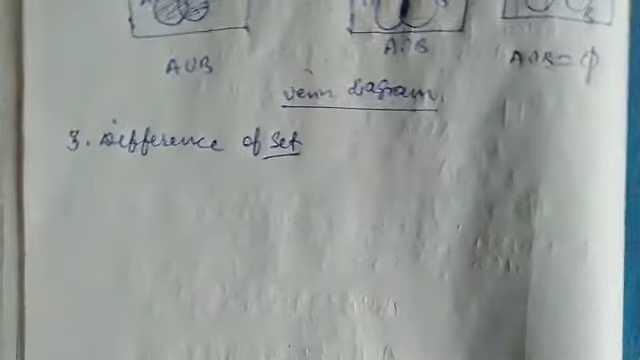 A∪B
A∩B
A∩B = ϕ
Venn diagram.
3. Difference of Set